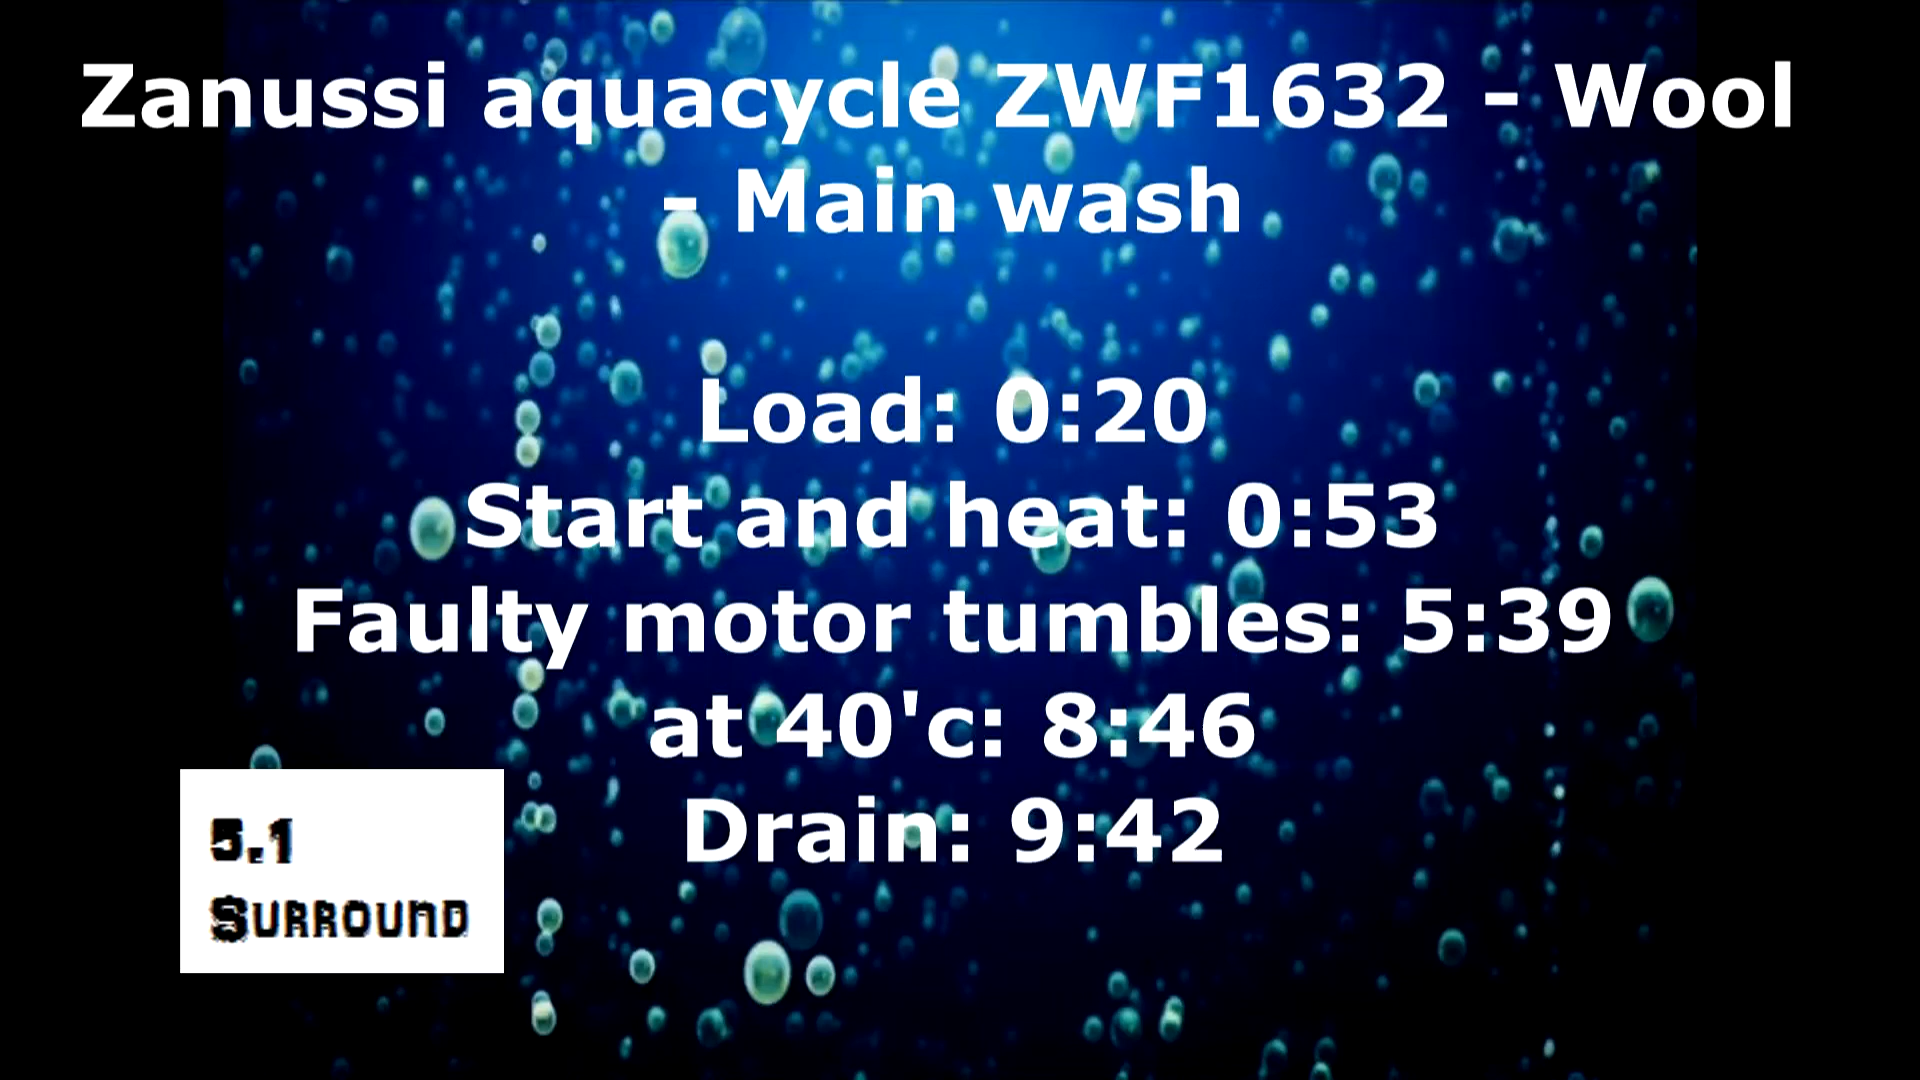 Zanussi aquacycle ZWF1632 - Wool
- Main wash
Load: 0:20
Start and heat: 0:53
Faulty motor tumbles: 5:39
at 40'c: 8:46
Drain: 9:42
5.1
Surround